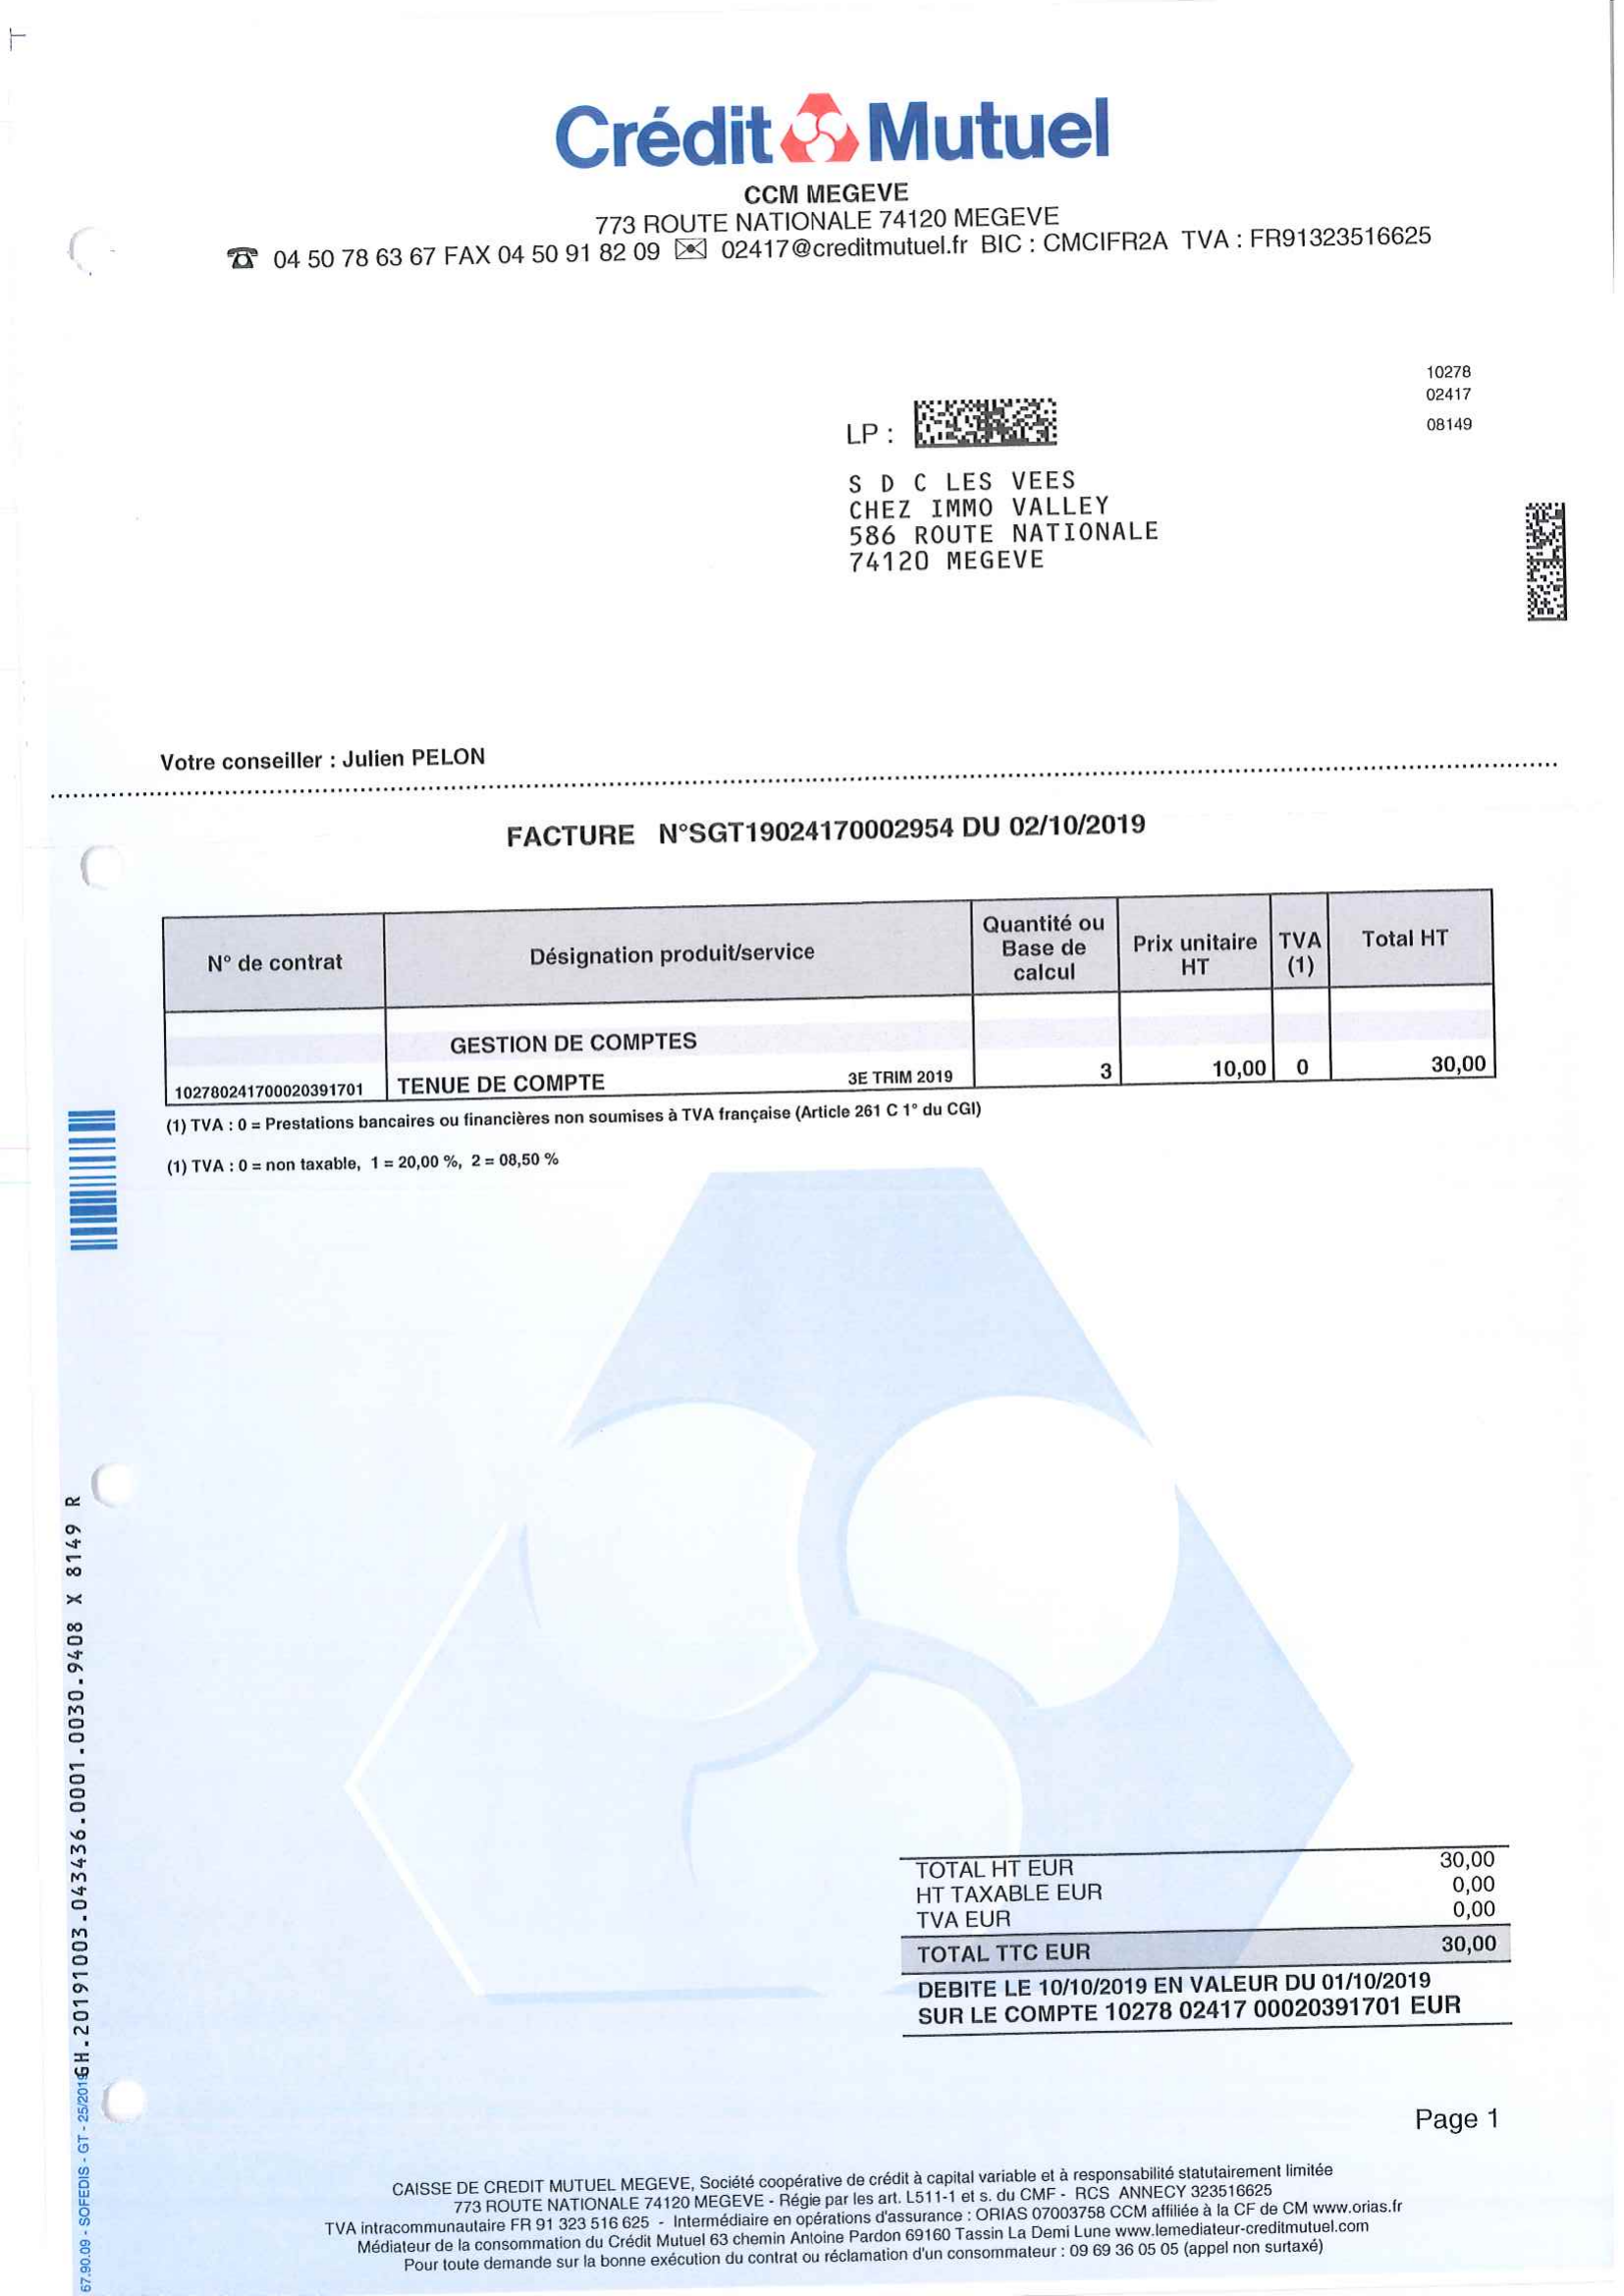 Crédit Mutuel
CCM MEGEVE
773 ROUTE NATIONALE 74120 MEGEVE
04 50 78 63 67 FAX 04 50 91 82 09 02417@creditmutuel.fr BIC : CMCIFR2A TVA : FR91323516625
10278
02417
08149
LP :
S D C LES VEES
CHEZ IMMO VALLEY
586 ROUTE NATIONALE
74120 MEGEVE
Votre conseiller : Julien PELON
FACTURE N°SGT19024170002954 DU 02/10/2019
N° de contrat Désignation produit/service Quantité ou Base de calcul Prix unitaire HT TVA (1) Total HT
GESTION DE COMPTES
102780241700020391701 TENUE DE COMPTE 3E TRIM 2019 3 10,00 0 30,00
(1) TVA : 0 = Prestations bancaires ou financières non soumises à TVA française (Article 261 C 1° du CGI)
(1) TVA : 0 = non taxable, 1 = 20,00 %, 2 = 08,50 %
TOTAL HT EUR 30,00
HT TAXABLE EUR 0,00
TVA EUR 0,00
TOTAL TTC EUR 30,00
DEBITE LE 10/10/2019 EN VALEUR DU 01/10/2019
SUR LE COMPTE 10278 02417 00020391701 EUR
67.90.09 - SOFEDIS - GT - 25/2019 GH.20191003.043436.0001.0030.9408 X 8149 R
Page 1
CAISSE DE CREDIT MUTUEL MEGEVE, Société coopérative de crédit à capital variable et à responsabilité statutairement limitée
773 ROUTE NATIONALE 74120 MEGEVE - Régie par les art. L511-1 et s. du CMF - RCS ANNECY 323516625
TVA intracommunautaire FR 91 323 516 625 - Intermédiaire en opérations d'assurance : ORIAS 07003758 CCM affiliée à la CF de CM www.orias.fr
Médiateur de la consommation du Crédit Mutuel 63 chemin Antoine Pardon 69160 Tassin La Demi Lune www.lemediateur-creditmutuel.com
Pour toute demande sur la bonne exécution du contrat ou réclamation d'un consommateur : 09 69 36 05 05 (appel non surtaxé)